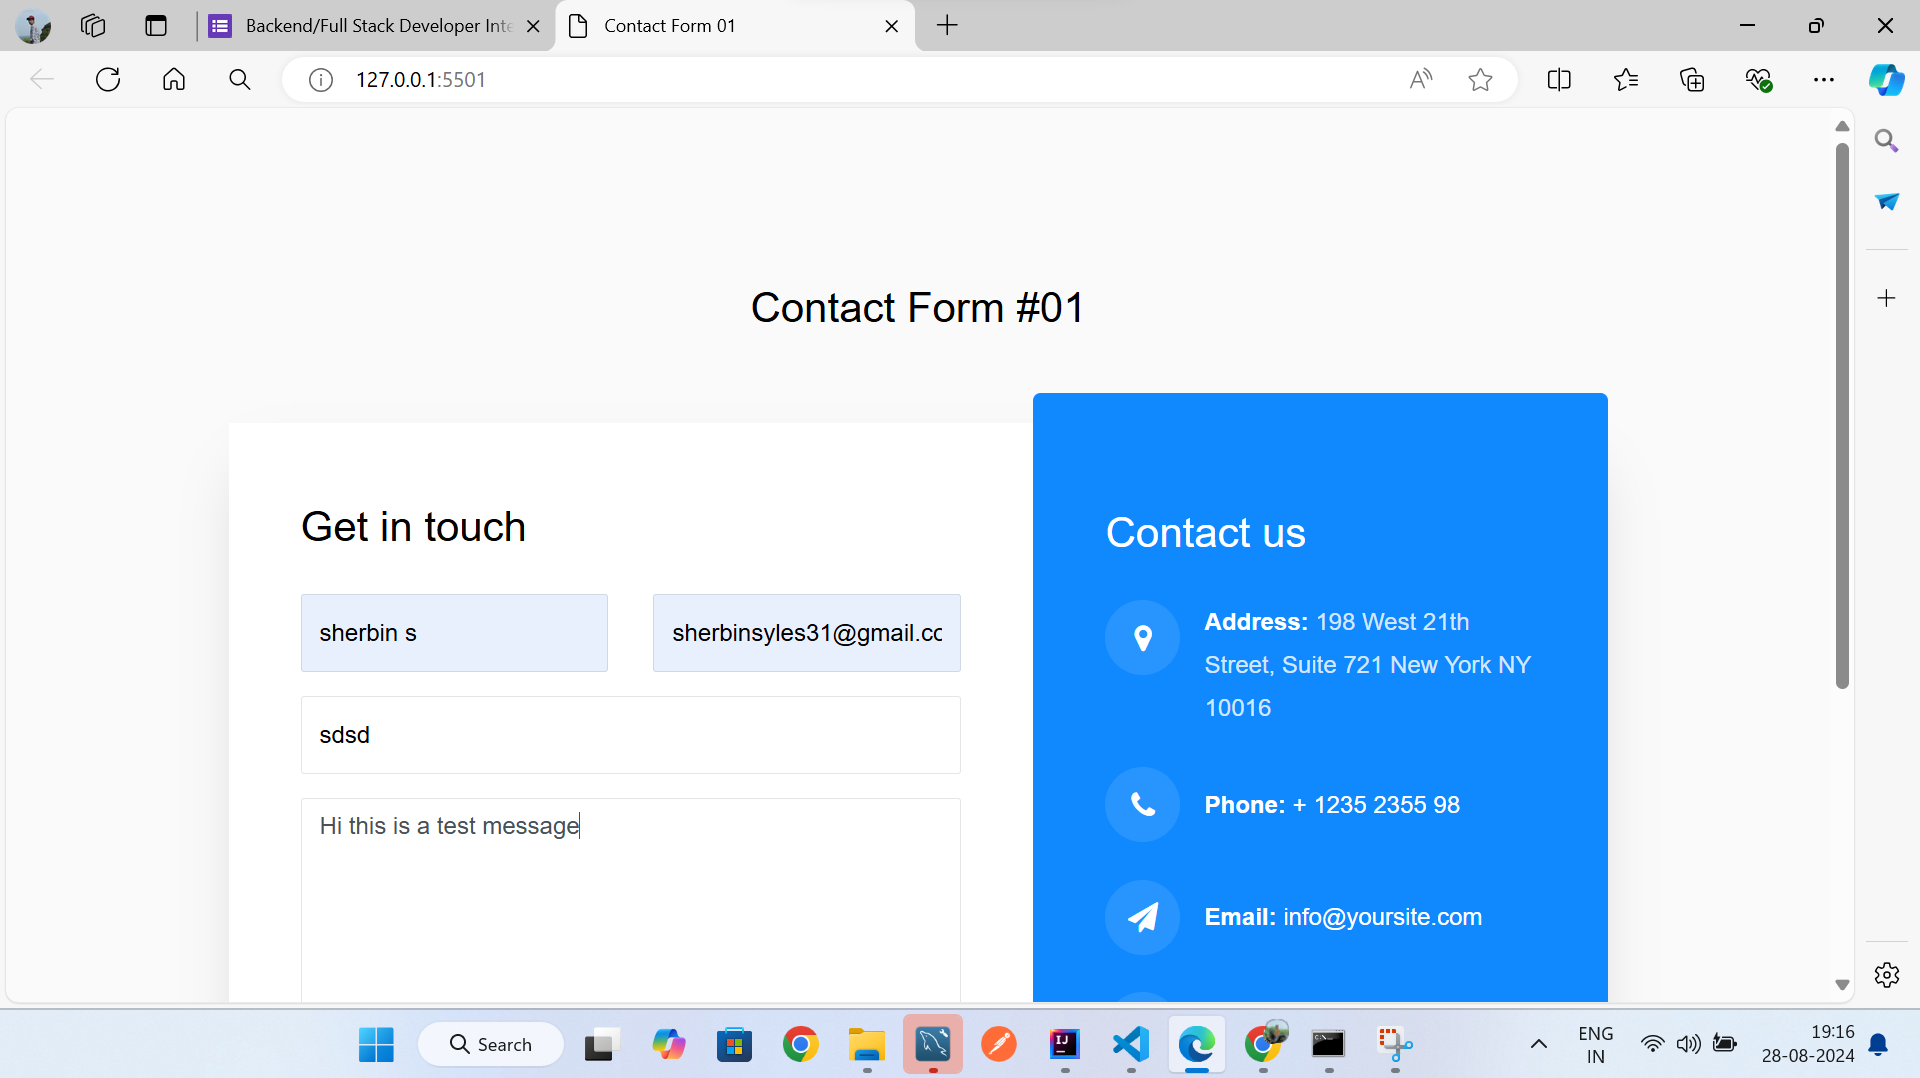 Backend/Full Stack Developer Inte
Contact Form 01
127.0.0.1:5501
Contact Form #01
Get in touch
sherbin s
sherbinsyles31@gmail.cc
sdsd
Hi this is a test message
Contact us
Address: 198 West 21th
Street, Suite 721 New York NY
10016
Phone: + 1235 2355 98
Email: info@yoursite.com
Search
ENG
IN
19:16
28-08-2024